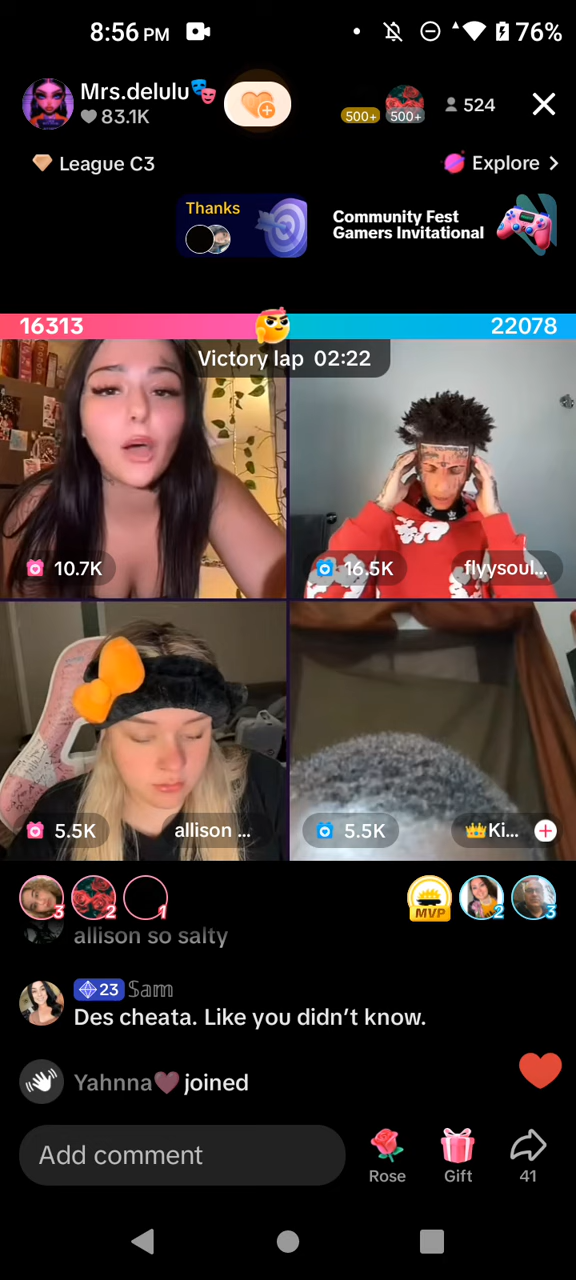 8:56 PM
76%
Mrs.delulu🎭
83.1K
500+
500+
524
League C3
Explore
Thanks
Community Fest
Gamers Invitational
16313
22078
Victory lap 02:22
10.7K
16.5K
flyysoul...
5.5K
allison ...
5.5K
👑Ki...
3
2
1
MVP
2
3
allison so salty
23 𝕊𝕒𝕞
Des cheata. Like you didn’t know.
Yahnna💜 joined
Add comment
Rose
Gift
41